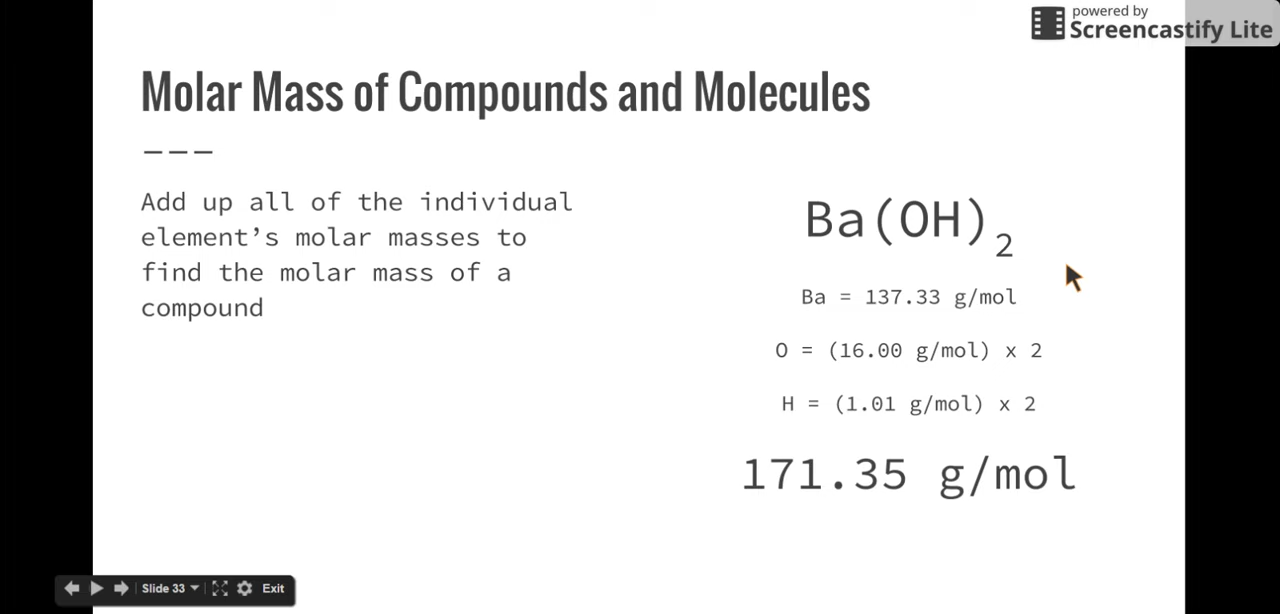 powered by
Screencastify Lite
Molar Mass of Compounds and Molecules
Add up all of the individual
element’s molar masses to
find the molar mass of a
compound
Ba(OH)₂
Ba = 137.33 g/mol
O = (16.00 g/mol) x 2
H = (1.01 g/mol) x 2
171.35 g/mol
Slide 33 Exit